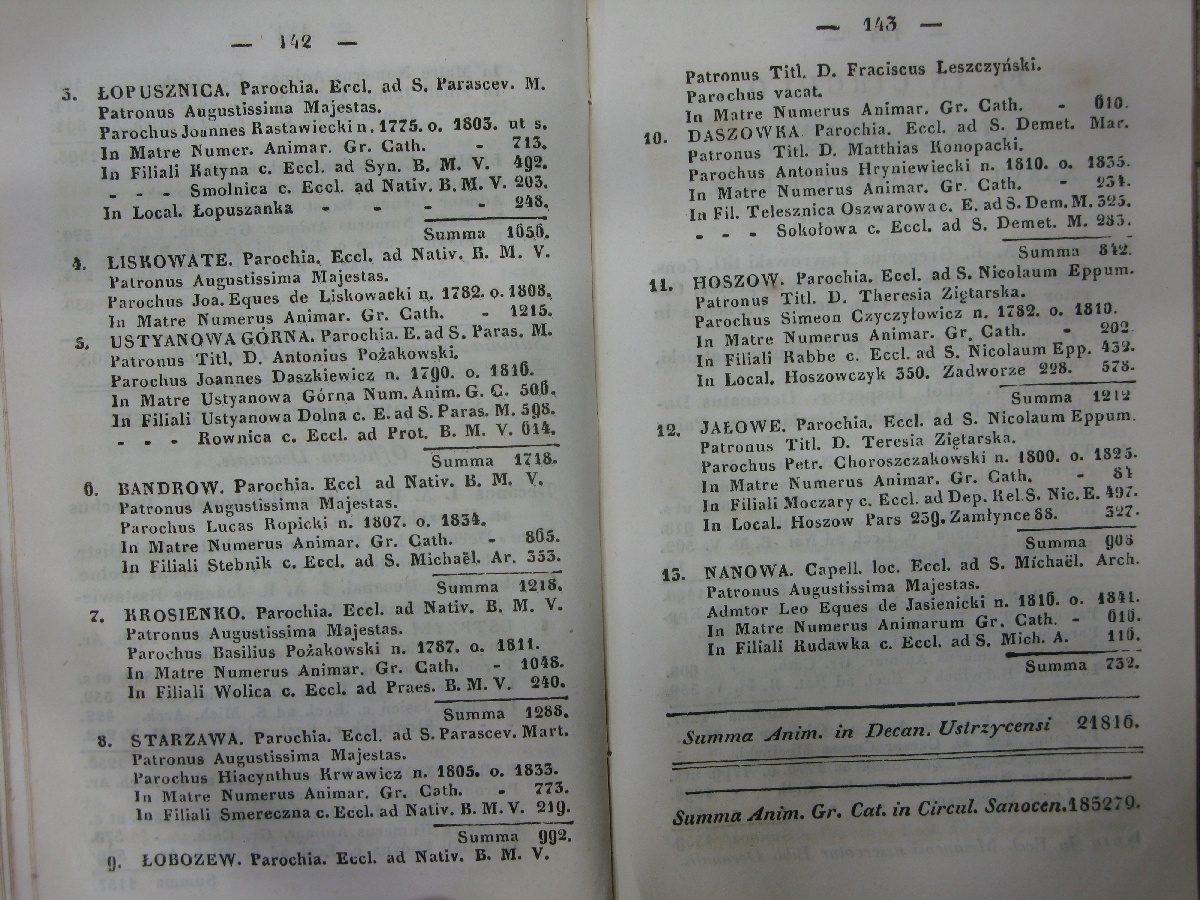 — 142 —
3. ŁOPUSZNICA. Parochia. Eccl. ad S. Parascev. M.
Patronus Augustissima Majestas.
Parochus Joannes Rastawiecki n. 1775. o. 1803. ut s.
In Matre Numer. Animar. Gr. Cath. - 713.
In Filiali Katyna c. Eccl. ad Syn. B. M. V. 492.
- - - Smolnica c. Eccl. ad Nativ. B. M. V. 203.
In Local. Łopuszanka - - - - 248.
Summa 1656.
4. LISKOWATE. Parochia. Eccl. ad Nativ. B. M. V.
Patronus Augustissima Majestas.
Parochus Joa. Eques de Liskowacki n. 1782. o. 1808.
In Matre Numerus Animar. Gr. Cath. - 1215.
5. USTYANOWA GÓRNA. Parochia. E. ad S. Paras. M.
Patronus Titl. D. Antonius Pożakowski.
Parochus Joannes Daszkiewicz n. 1790. o. 1816.
In Matre Ustyanowa Górna Num. Anim. G. C. 506.
In Filiali Ustyanowa Dolna c. E. ad S. Paras. M. 598.
- - - Rownica c. Eccl. ad Prot. B. M. V. 614.
Summa 1718.
6. BANDROW. Parochia. Eccl ad Nativ. B. M. V.
Patronus Augustissima Majestas.
Parochus Lucas Ropicki n. 1807. o. 1834.
In Matre Numerus Animar. Gr. Cath. - 865.
In Filiali Stebnik c. Eccl. ad S. Michaël. Ar. 353.
Summa 1218.
7. KROSIENKO. Parochia. Eccl. ad Nativ. B. M. V.
Patronus Augustissima Majestas.
Parochus Basilius Pożakowski n. 1787. o. 1811.
In Matre Numerus Animar. Gr. Cath. - 1048.
In Filiali Wolica c. Eccl. ad Praes. B. M. V. 240.
Summa 1288.
8. STARZAWA. Parochia. Eccl. ad S. Parascev. Mart.
Patronus Augustissima Majestas.
Parochus Hiacynthus Krwawicz n. 1805. o. 1833.
In Matre Numerus Animar. Gr. Cath. - 773.
In Filiali Smereczna c. Eccl. ad Nativ. B. M. V. 219.
Summa 992.
9. ŁOBOZEW. Parochia. Eccl. ad Nativ. B. M. V.
— 143 —
Patronus Titl. D. Fraciscus Leszczyński.
Parochus vacat.
In Matre Numerus Animar. Gr. Cath. - 610.
10. DASZOWKA Parochia. Eccl. ad S. Demet. Mar.
Patronus Titl. D. Matthias Konopacki.
Parochus Antonius Hryniewiecki n. 1810. o. 1835.
In Matre Numerus Animar. Gr. Cath. - 234.
In Fil. Telesznica Oszwarowa c. E. ad S. Dem. M. 325.
- - - Sokołowa c. Eccl. ad S. Demet. M. 283.
Summa 842.
11. HOSZOW. Parochia. Eccl. ad S. Nicolaum Eppum.
Patronus Titl. D. Theresia Ziętarska.
Parochus Simeon Czyczyłowicz n. 1782. o. 1810.
In Matre Numerus Animar. Gr. Cath. - 202
In Filiali Rabbe c. Eccl. ad S. Nicolaum Epp. 432.
In Local. Hoszowczyk 350. Zadworze 228. 578.
Summa 1212
12. JAŁOWE. Parochia. Eccl. ad S. Nicolaum Eppum.
Patronus Titl. D. Teresia Ziętarska.
Parochus Petr. Choroszczakowski n. 1800. o. 1825.
In Matre Numerus Animar. Gr. Cath. - 84
In Filiali Moczary c. Eccl. ad Dep. Rel. S. Nic. E. 497.
In Local. Hoszow Pars 239. Zamłynce 88. 327.
Summa 908
13. NANOWA. Capell. loc. Eccl. ad S. Michaël. Arch.
Patronus Augustissima Majestas.
Admtor Leo Eques de Jasienicki n. 1816. o. 1841.
In Matre Numerus Animarum Gr. Cath. - 616.
In Filiali Rudawka c. Eccl. ad S. Mich. A. 116.
Summa 732.
Summa Anim. in Decan. Ustrzycensi 21816.
Summa Anim. Gr. Cat. in Circul. Sanocen. 185279.